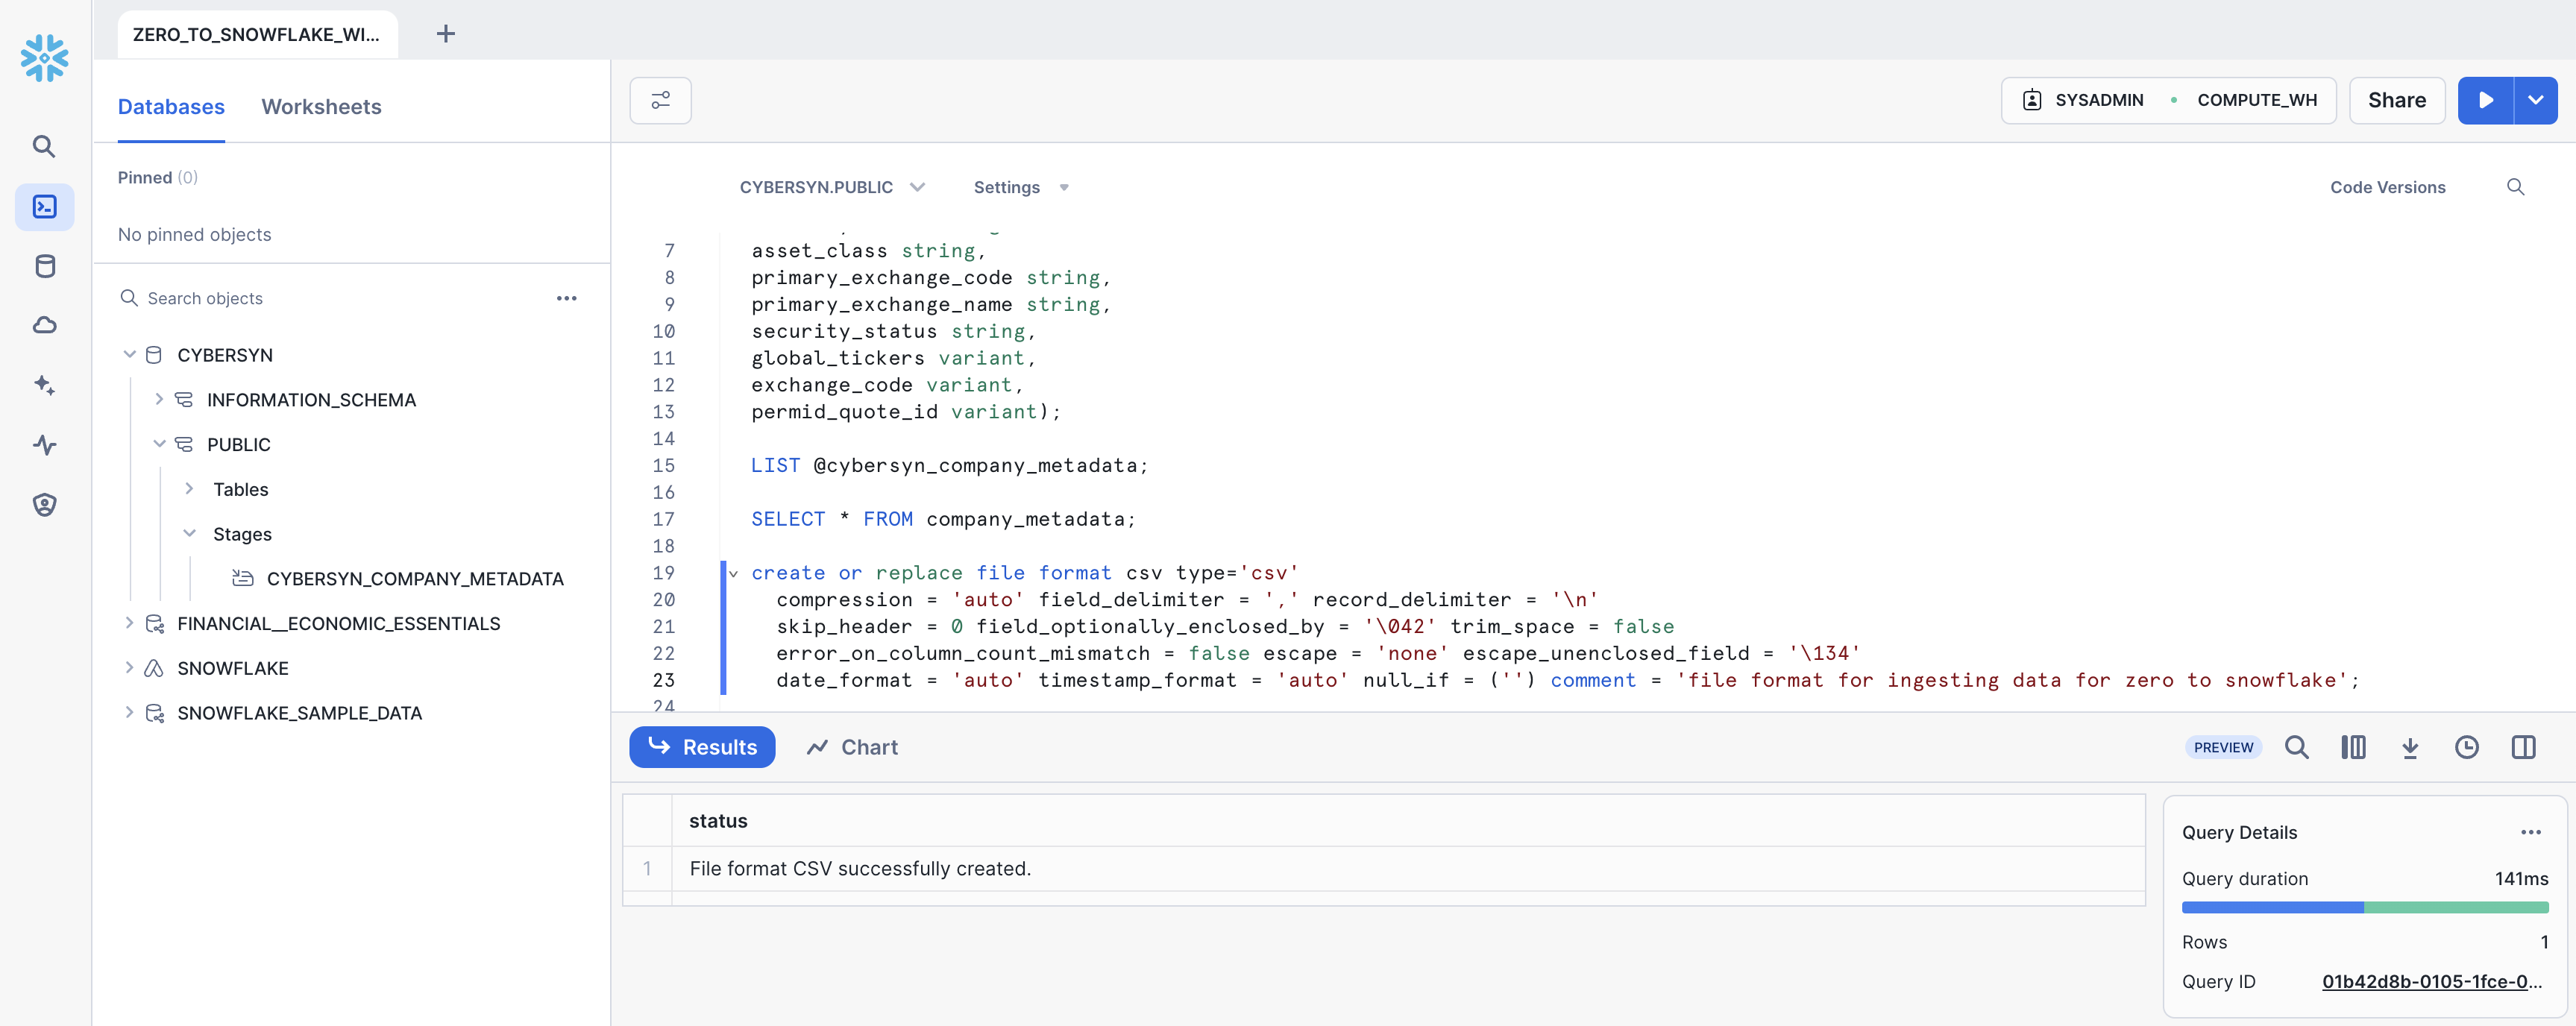 ZERO_TO_SNOWFLAKE_WI...
Databases Worksheets
Pinned (0)
No pinned objects
Search objects
CYBERSYN
INFORMATION_SCHEMA
PUBLIC
Tables
Stages
CYBERSYN_COMPANY_METADATA
FINANCIAL__ECONOMIC_ESSENTIALS
SNOWFLAKE
SNOWFLAKE_SAMPLE_DATA
SYSADMIN COMPUTE_WH Share
CYBERSYN.PUBLIC Settings Code Versions
7 asset_class string,
8 primary_exchange_code string,
9 primary_exchange_name string,
10 security_status string,
11 global_tickers variant,
12 exchange_code variant,
13 permid_quote_id variant);
14
15 LIST @cybersyn_company_metadata;
16
17 SELECT * FROM company_metadata;
18
19 create or replace file format csv type='csv'
20 compression = 'auto' field_delimiter = ',' record_delimiter = '\n'
21 skip_header = 0 field_optionally_enclosed_by = '\042' trim_space = false
22 error_on_column_count_mismatch = false escape = 'none' escape_unenclosed_field = '\134'
23 date_format = 'auto' timestamp_format = 'auto' null_if = ('') comment = 'file format for ingesting data for zero to snowflake';
24
Results Chart PREVIEW
status
1 File format CSV successfully created.
Query Details
Query duration 141ms
Rows 1
Query ID 01b42d8b-0105-1fce-0...